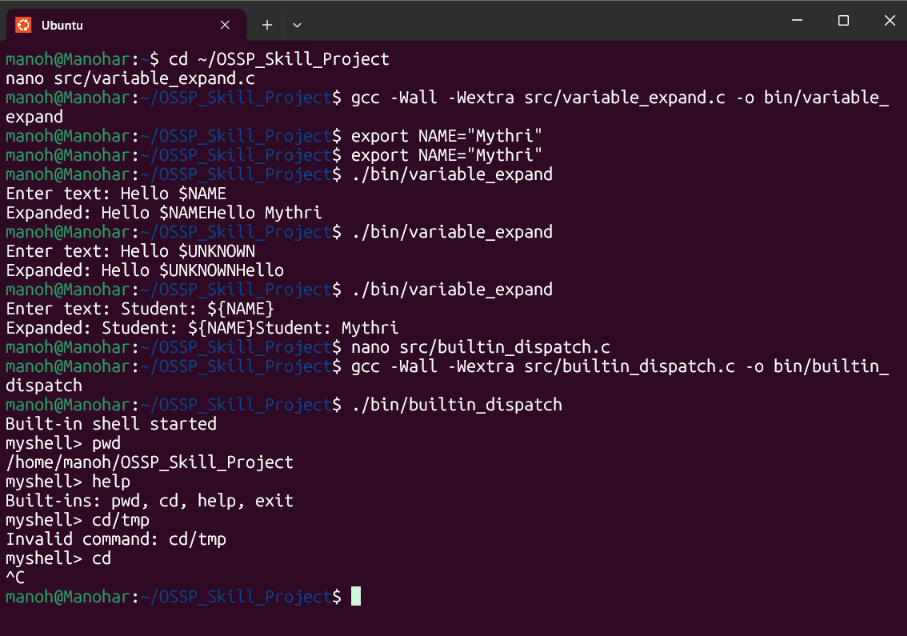 Ubuntu
manoh@Manohar:~$ cd ~/OSSP_Skill_Project
nano src/variable_expand.c
manoh@Manohar:~/OSSP_Skill_Project$ gcc -Wall -Wextra src/variable_expand.c -o bin/variable_
expand
manoh@Manohar:~/OSSP_Skill_Project$ export NAME="Mythri"
manoh@Manohar:~/OSSP_Skill_Project$ export NAME="Mythri"
manoh@Manohar:~/OSSP_Skill_Project$ ./bin/variable_expand
Enter text: Hello $NAME
Expanded: Hello $NAMEHello Mythri
manoh@Manohar:~/OSSP_Skill_Project$ ./bin/variable_expand
Enter text: Hello $UNKNOWN
Expanded: Hello $UNKNOWNHello
manoh@Manohar:~/OSSP_Skill_Project$ ./bin/variable_expand
Enter text: Student: ${NAME}
Expanded: Student: ${NAME}Student: Mythri
manoh@Manohar:~/OSSP_Skill_Project$ nano src/builtin_dispatch.c
manoh@Manohar:~/OSSP_Skill_Project$ gcc -Wall -Wextra src/builtin_dispatch.c -o bin/builtin_
dispatch
manoh@Manohar:~/OSSP_Skill_Project$ ./bin/builtin_dispatch
Built-in shell started
myshell> pwd
/home/manoh/OSSP_Skill_Project
myshell> help
Built-ins: pwd, cd, help, exit
myshell> cd/tmp
Invalid command: cd/tmp
myshell> cd
^C
manoh@Manohar:~/OSSP_Skill_Project$